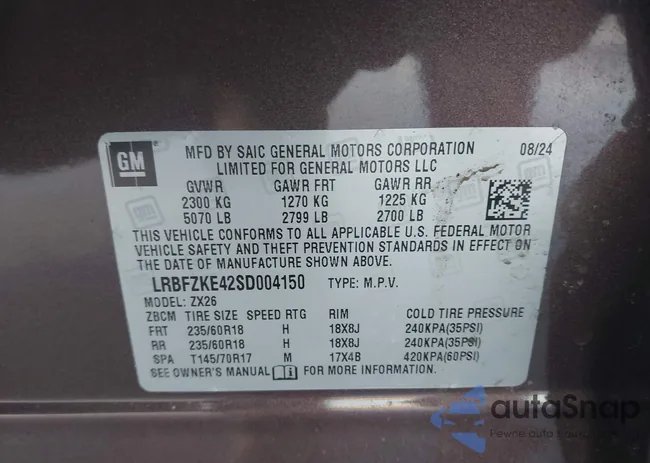 GM
MFD BY SAIC GENERAL MOTORS CORPORATION 08/24
LIMITED FOR GENERAL MOTORS LLC
GVWR GAWR FRT GAWR RR
2300 KG 1270 KG 1225 KG
5070 LB 2799 LB 2700 LB
THIS VEHICLE CONFORMS TO ALL APPLICABLE U.S. FEDERAL MOTOR
VEHICLE SAFETY AND THEFT PREVENTION STANDARDS IN EFFECT ON
THE DATE OF MANUFACTURE SHOWN ABOVE.
LRBFZKE42SD004150 TYPE: M.P.V.
MODEL: ZX26
ZBCM TIRE SIZE SPEED RTG RIM COLD TIRE PRESSURE
FRT 235/60R18 H 18X8J 240KPA(35PSI)
RR 235/60R18 H 18X8J 240KPA(35PSI)
SPA T145/70R17 M 17X4B 420KPA(60PSI)
SEE OWNER'S MANUAL FOR MORE INFORMATION.
autaSnap
Pewne auta z USA